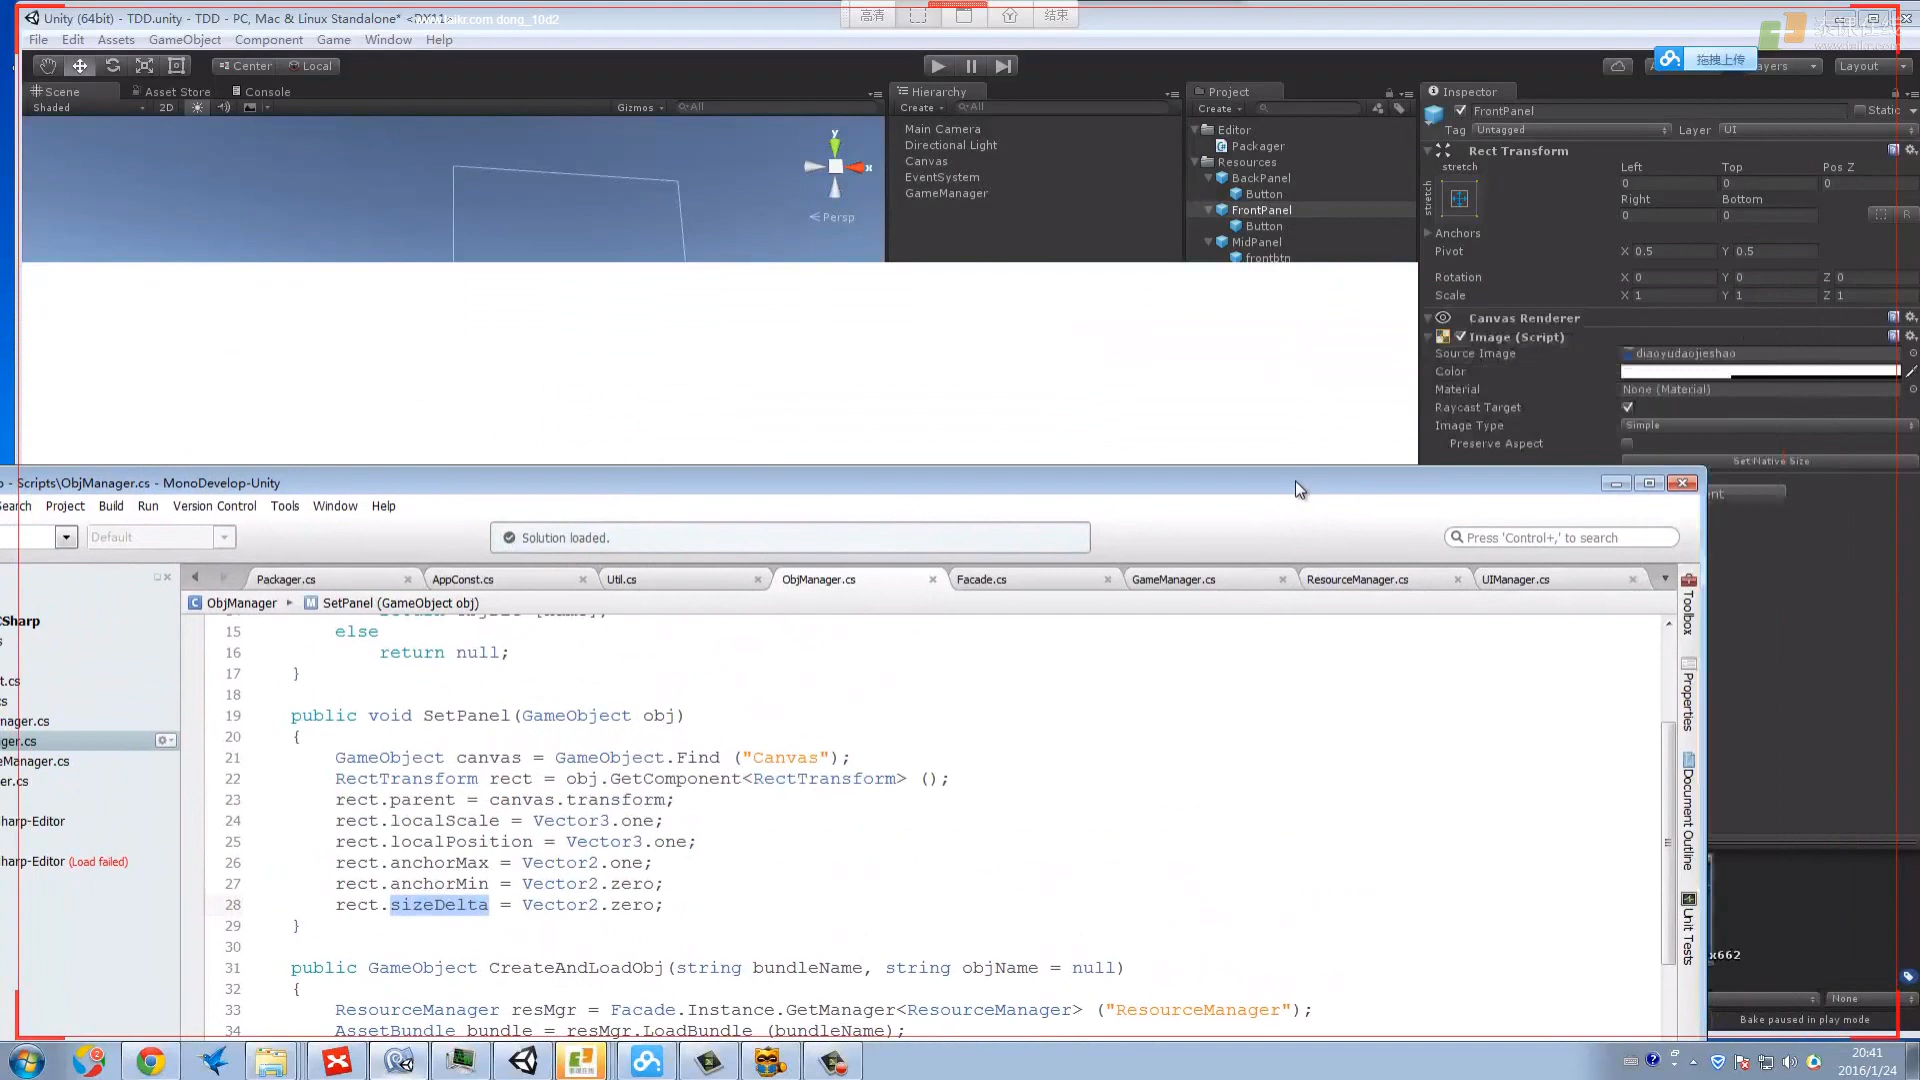 Unity (64bit) - TDD.unity - TDD - PC, Mac & Linux Standalone*
高清
结束
File Edit Assets GameObject Component Game Window Help
拖拽上传
Center Local
Layout
Scene Asset Store Console
Shaded 2D Gizmos All
Hierarchy
Create All
Main Camera
Directional Light
Canvas
EventSystem
GameManager
Project
Create
Editor
Packager
Resources
BackPanel
Button
FrontPanel
Button
MidPanel
frontbtn
y
x
Persp
Inspector
FrontPanel Static
Tag Untagged Layer UI
Rect Transform
stretch Left Top Pos Z
stretch
0 0 0
Right Bottom
0 0 R
Anchors
Pivot X 0.5 Y 0.5
Rotation X 0 Y 0 Z 0
Scale X 1 Y 1 Z 1
Canvas Renderer
Image (Script)
Source Image diaoyudaojieshao
Color
Material None (Material)
Raycast Target
Image Type Simple
Preserve Aspect
Set Native Size
- Scripts\ObjManager.cs - MonoDevelop-Unity
Search Project Build Run Version Control Tools Window Help
Default
Solution loaded.
Press 'Control+,' to search
Packager.cs AppConst.cs Util.cs ObjManager.cs Facade.cs GameManager.cs ResourceManager.cs UIManager.cs
ObjManager SetPanel (GameObject obj)
CSharp
t.cs
nager.cs
ger.cs
eManager.cs
er.cs
harp-Editor
harp-Editor (Load failed)
15 else
16 return null;
17 }
18
19 public void SetPanel(GameObject obj)
20 {
21 GameObject canvas = GameObject.Find ("Canvas");
22 RectTransform rect = obj.GetComponent<RectTransform> ();
23 rect.parent = canvas.transform;
24 rect.localScale = Vector3.one;
25 rect.localPosition = Vector3.one;
26 rect.anchorMax = Vector2.one;
27 rect.anchorMin = Vector2.zero;
28 rect.sizeDelta = Vector2.zero;
29 }
30
31 public GameObject CreateAndLoadObj(string bundleName, string objName = null)
32 {
33 ResourceManager resMgr = Facade.Instance.GetManager<ResourceManager> ("ResourceManager");
34 AssetBundle bundle = resMgr.LoadBundle (bundleName);
Toolbox
Properties
Document Outline
Unit Tests
x662
None
Bake paused in play mode
20:41
2016/1/24